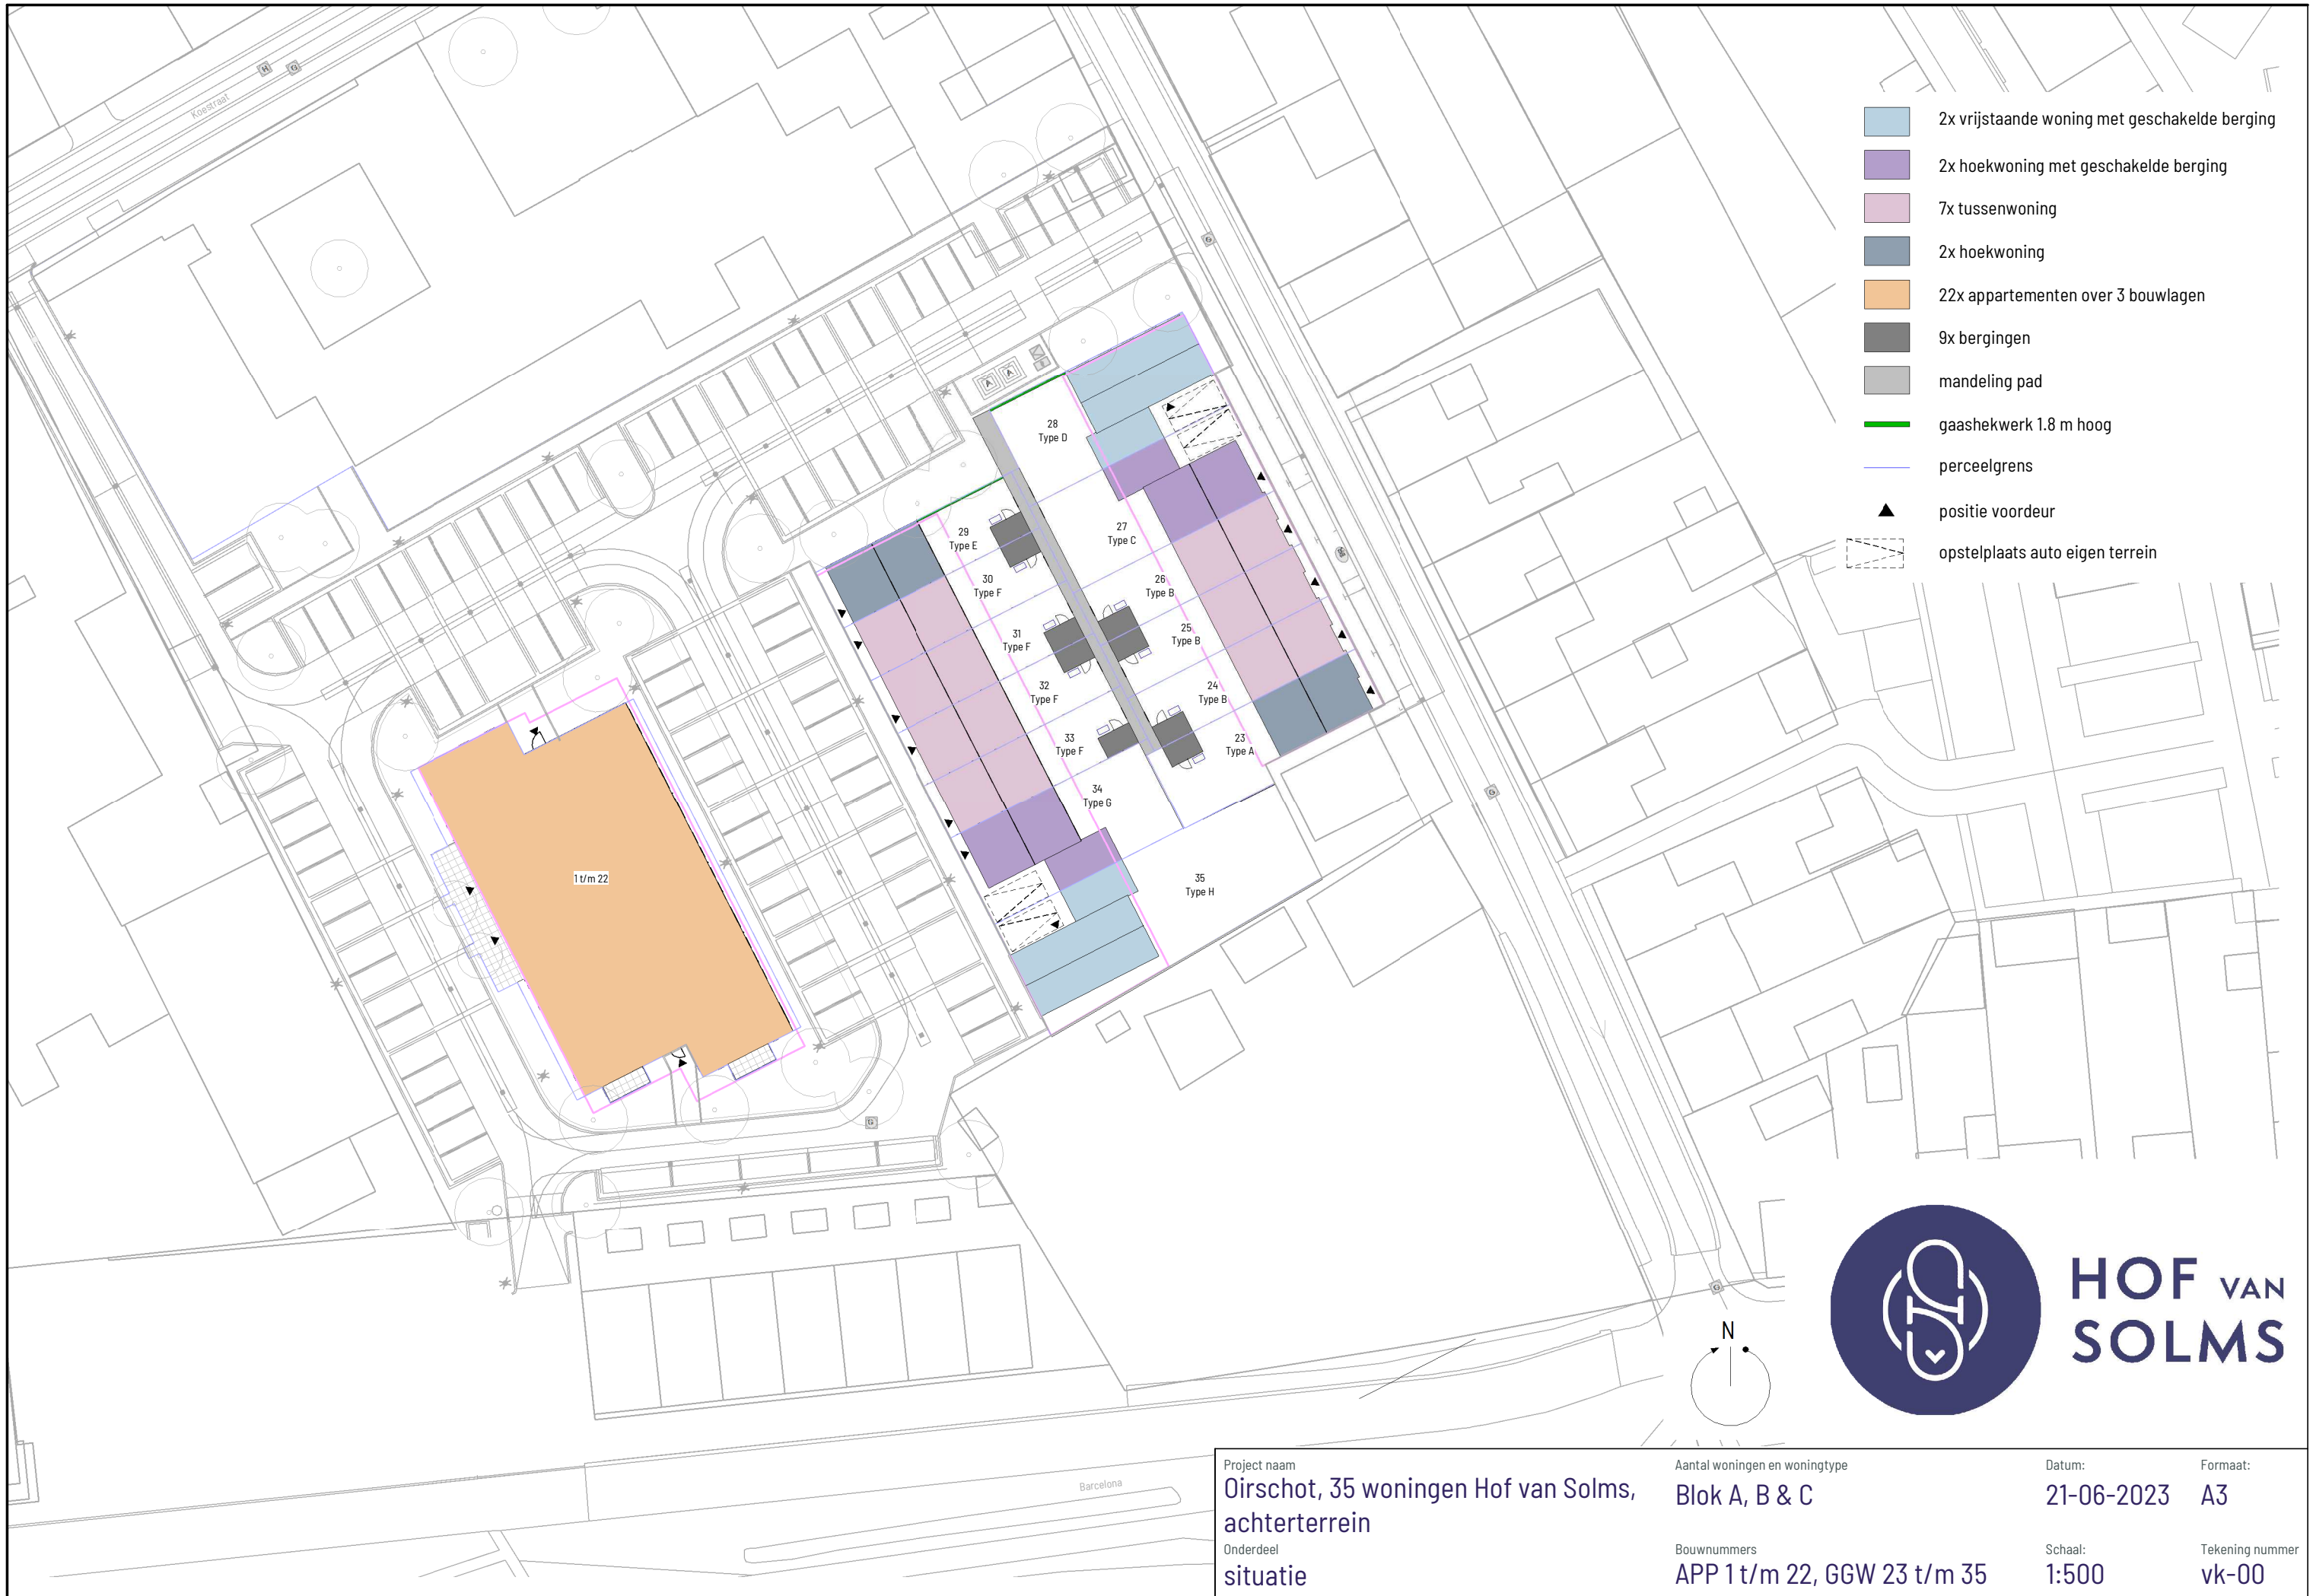 Koestraat
H
G
2x vrijstaande woning met geschakelde berging
2x hoekwoning met geschakelde berging
7x tussenwoning
2x hoekwoning
22x appartementen over 3 bouwlagen
9x bergingen
mandeling pad
gaashekwerk 1.8 m hoog
perceelgrens
positie voordeur
opstelplaats auto eigen terrein
G
A
A
28
Type D
29
Type E
27
Type C
30
Type F
26
Type B
31
Type F
25
Type B
32
Type F
24
Type B
33
Type F
23
Type A
34
Type G
35
Type H
1 t/m 22
G
G
N
HOF VAN
SOLMS
Barcelona
Project naam
Oirschot, 35 woningen Hof van Solms,
achterterrein
Onderdeel
situatie
Aantal woningen en woningtype
Blok A, B & C
Bouwnummers
APP 1 t/m 22, GGW 23 t/m 35
Datum:
21-06-2023
Schaal:
1:500
Formaat:
A3
Tekening nummer
vk-00